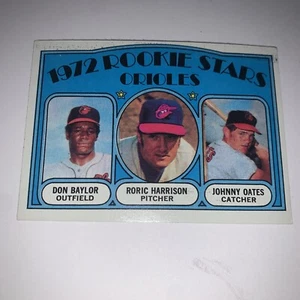 1972 ROOKIE STARS
ORIOLES
DON BAYLOR
OUTFIELD
RORIC HARRISON
PITCHER
JOHNNY OATES
CATCHER